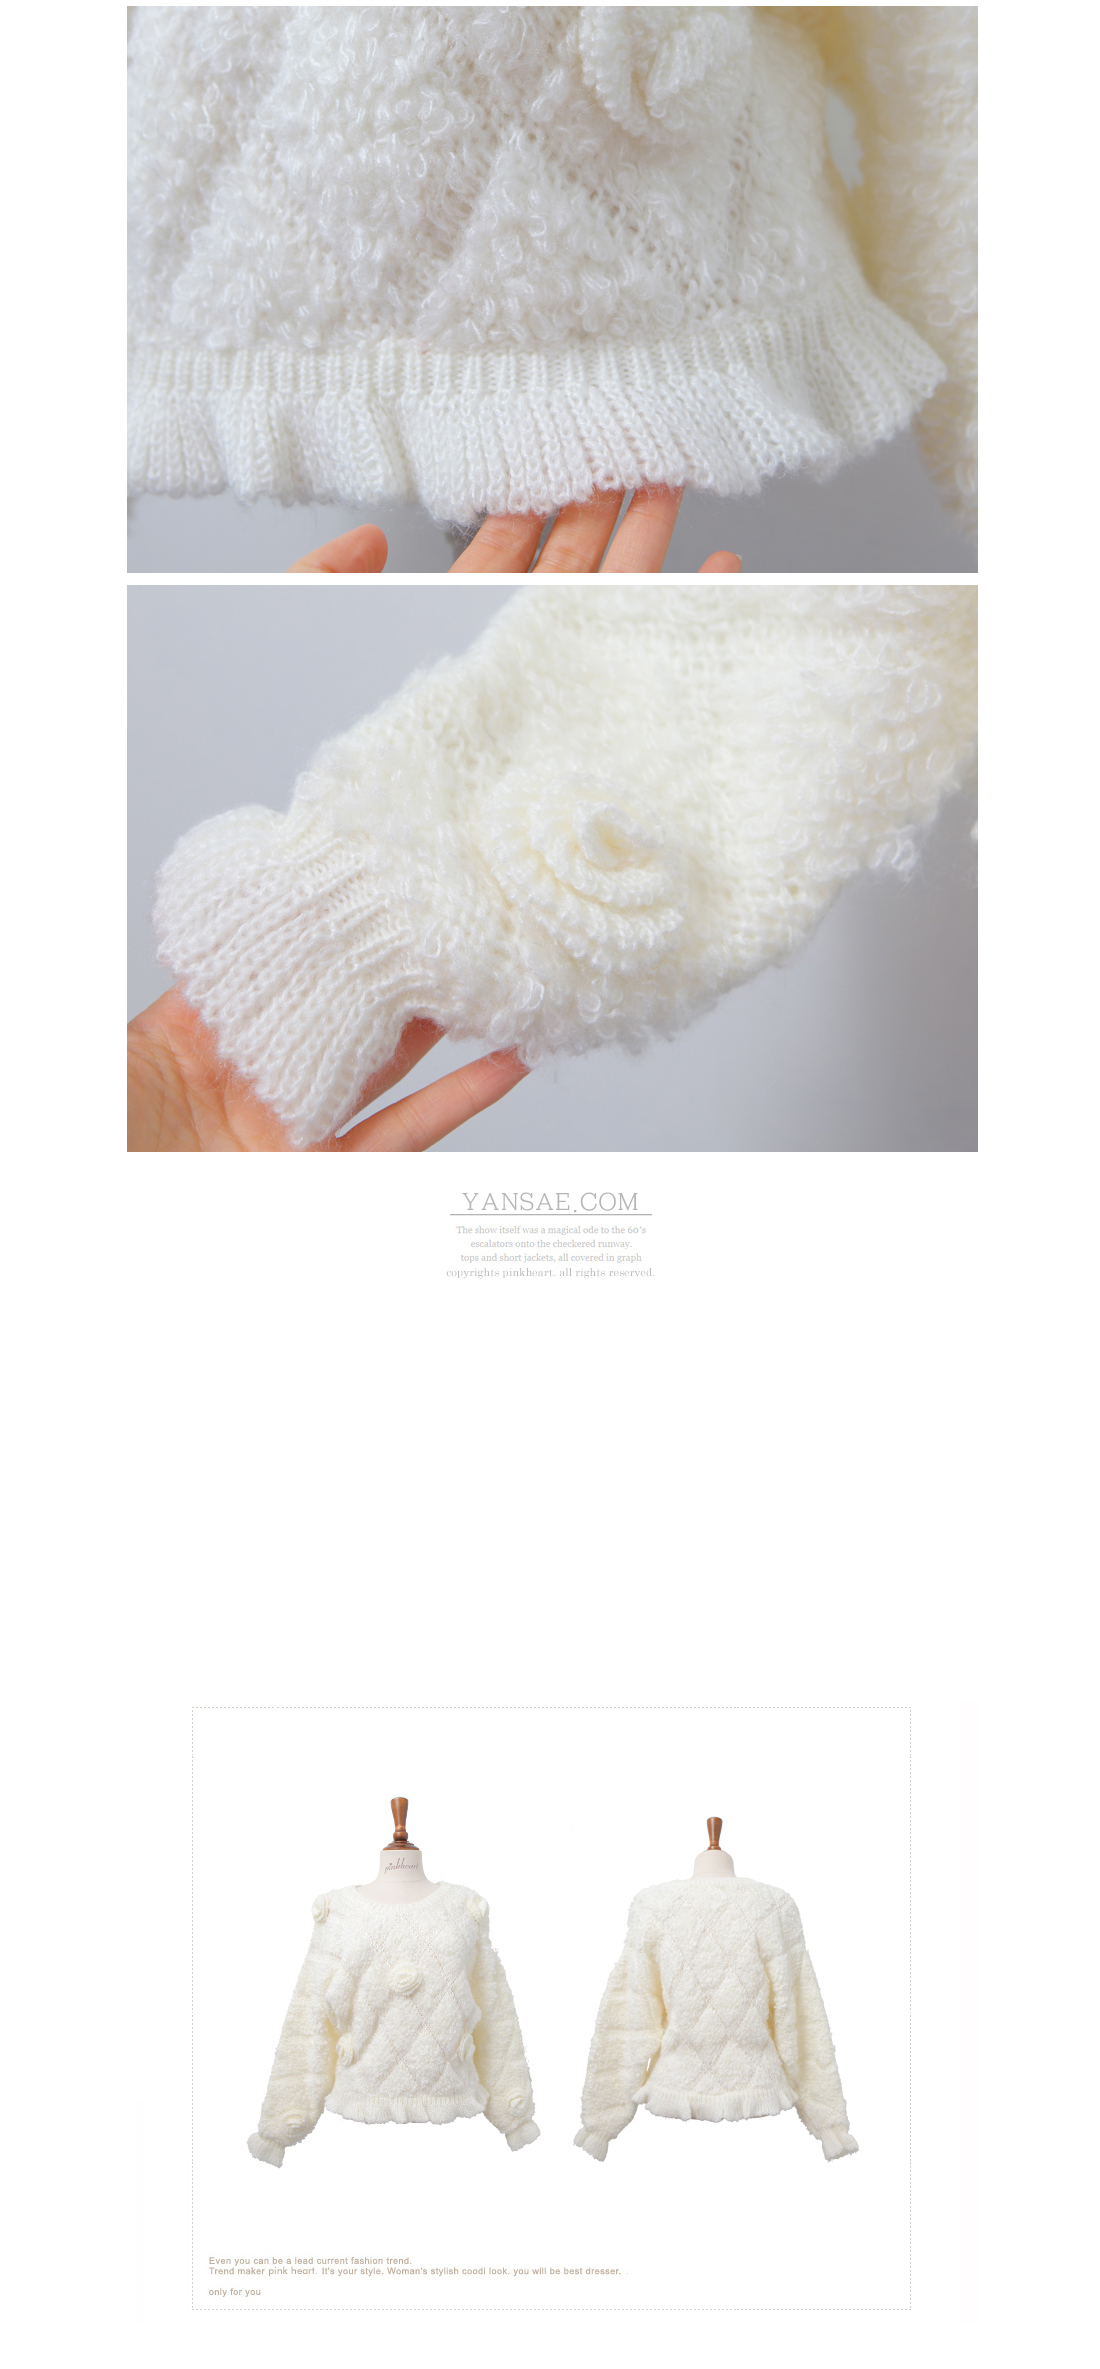 YANSAE.COM
The show itself was a magical ode to the 60's
escalators onto the checkered runway.
tops and short jackets, all covered in graph
copyrights pinkheart. all rights reserved.
pinkheart
Even you can be a lead current fashion trend.
Trend maker pink heart. It's your style. Woman's stylish coodi look. you will be best dresser.
only for you